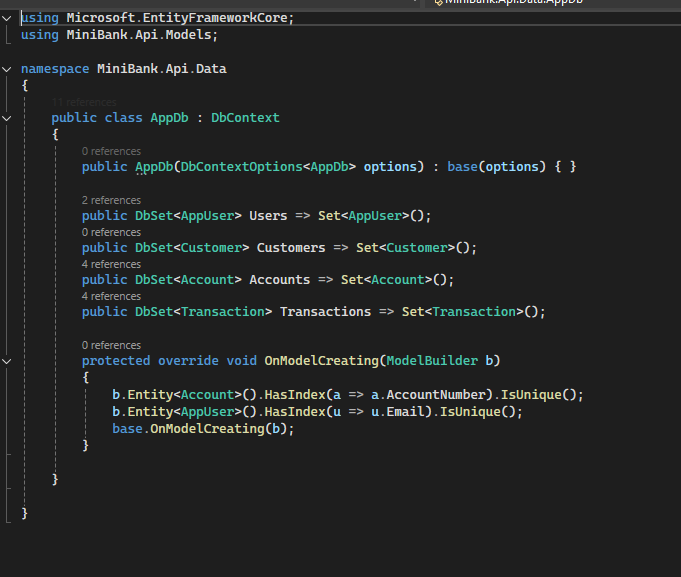 MiniBank.Api.Data.AppDb
using Microsoft.EntityFrameworkCore;
using MiniBank.Api.Models;
namespace MiniBank.Api.Data
{
11 references
public class AppDb : DbContext
{
0 references
public AppDb(DbContextOptions<AppDb> options) : base(options) { }
2 references
public DbSet<AppUser> Users => Set<AppUser>();
0 references
public DbSet<Customer> Customers => Set<Customer>();
4 references
public DbSet<Account> Accounts => Set<Account>();
4 references
public DbSet<Transaction> Transactions => Set<Transaction>();
0 references
protected override void OnModelCreating(ModelBuilder b)
{
b.Entity<Account>().HasIndex(a => a.AccountNumber).IsUnique();
b.Entity<AppUser>().HasIndex(u => u.Email).IsUnique();
base.OnModelCreating(b);
}
}
}